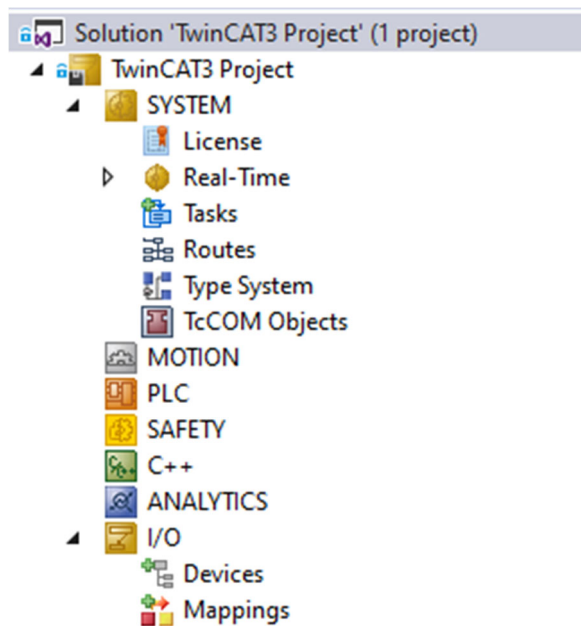 Solution 'TwinCAT3 Project' (1 project)
TwinCAT3 Project
SYSTEM
License
Real-Time
Tasks
Routes
Type System
TcCOM Objects
MOTION
PLC
SAFETY
C++
ANALYTICS
I/O
Devices
Mappings